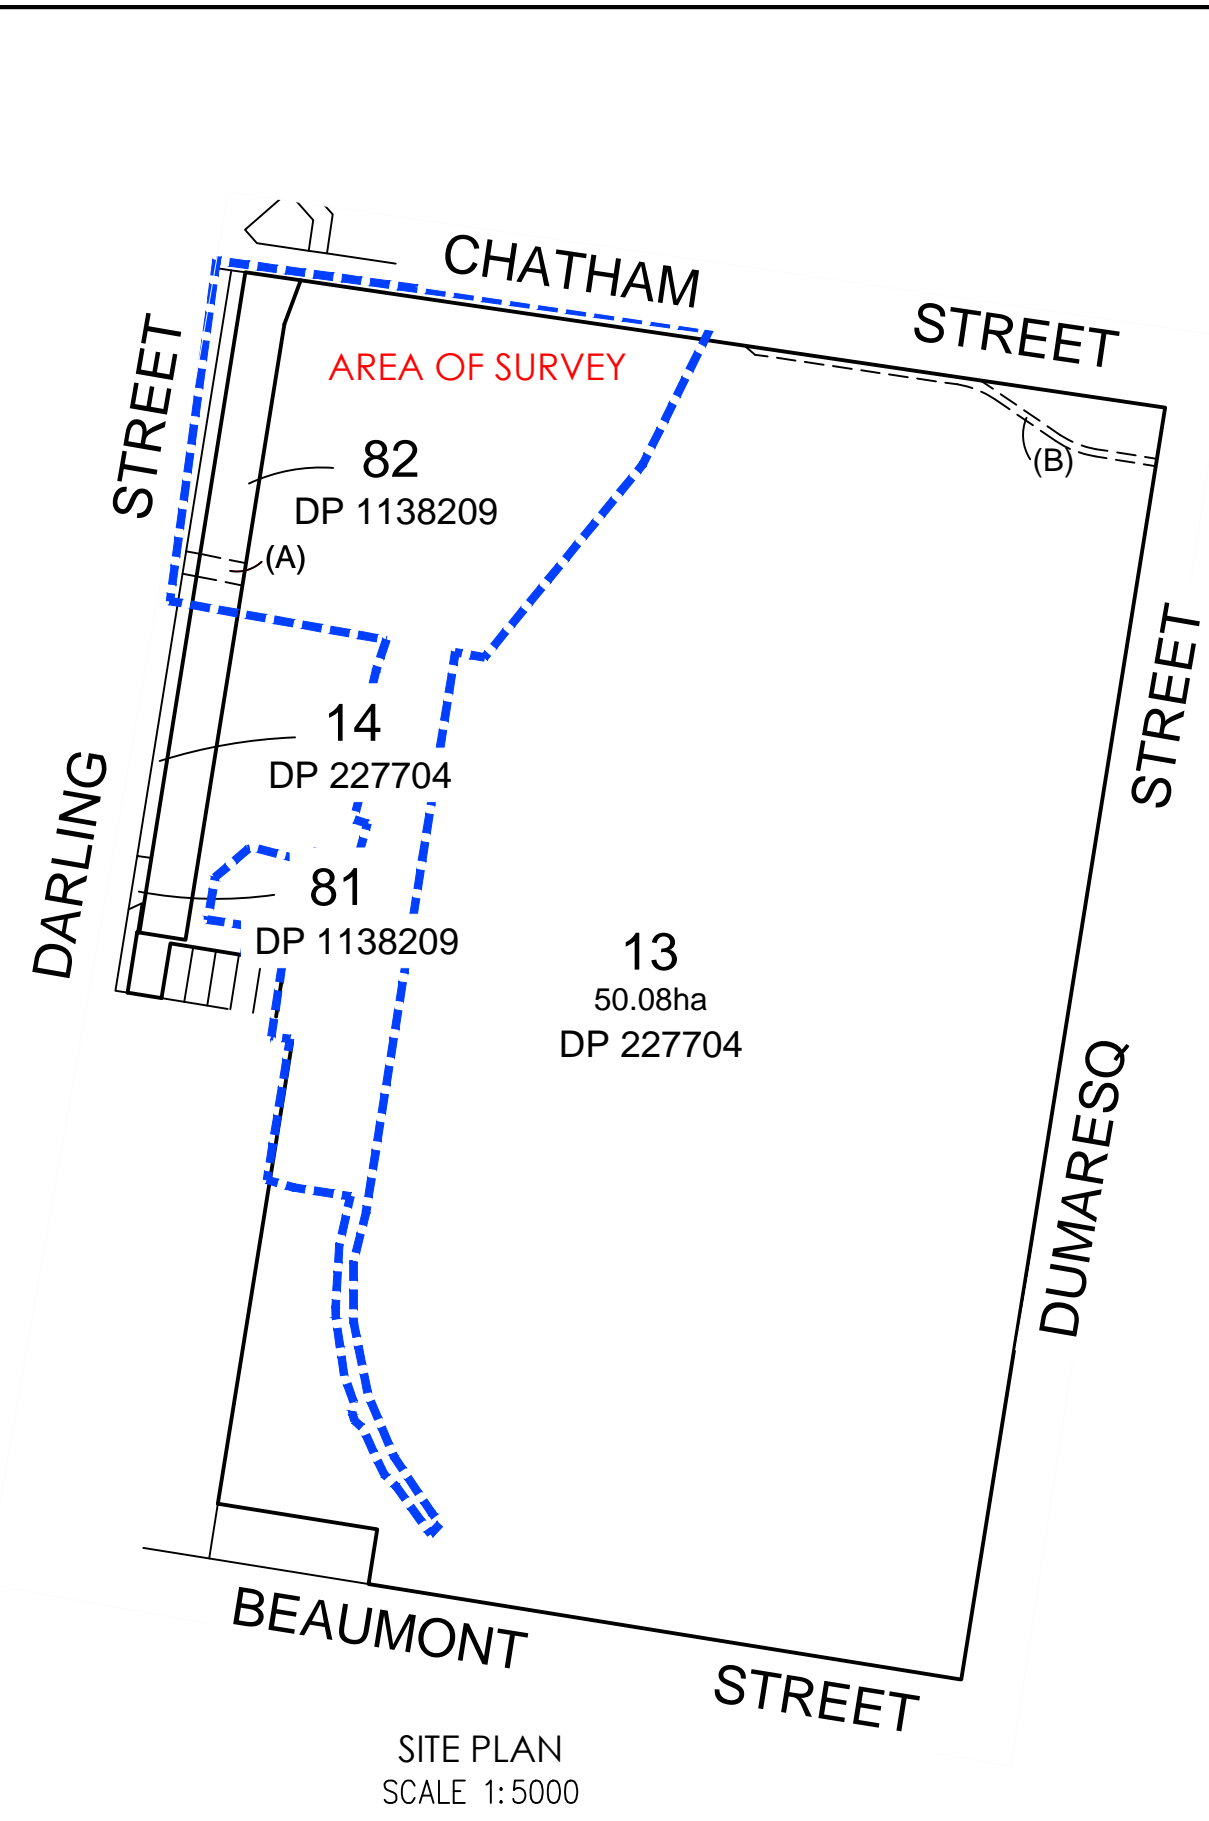 CHATHAM STREET
AREA OF SURVEY
DARLING STREET
82
DP 1138209
(A)
(B)
14
DP 227704
81
DP 1138209
13
50.08ha
DP 227704
DUMARESQ STREET
BEAUMONT STREET
SITE PLAN
SCALE 1:5000